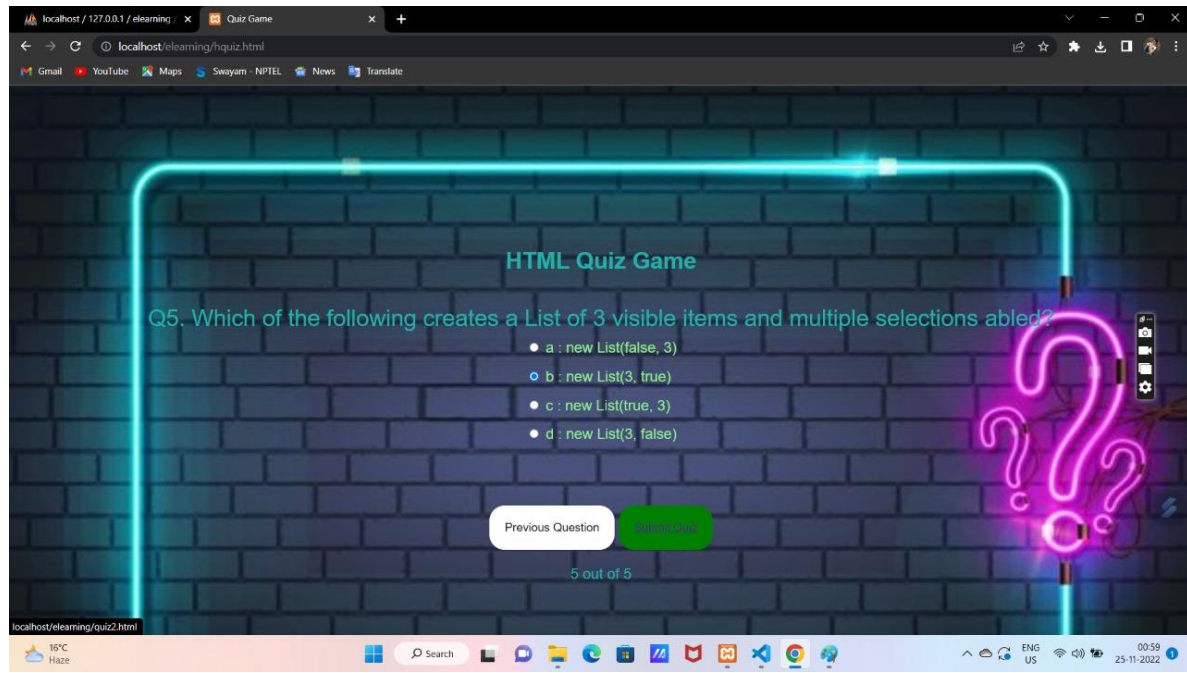 localhost / 127.0.0.1 / elearning /
Quiz Game
localhost/elearning/hquiz.html
Gmail YouTube Maps Swayam - NPTEL News Translate
HTML Quiz Game
Q5. Which of the following creates a List of 3 visible items and multiple selections abled?
a : new List(false, 3)
b : new List(3, true)
c : new List(true, 3)
d : new List(3, false)
Previous Question
Submit Quiz
5 out of 5
localhost/elearning/quiz2.html
16°C
Haze
Search
ENG
US
00:59
25-11-2022
1